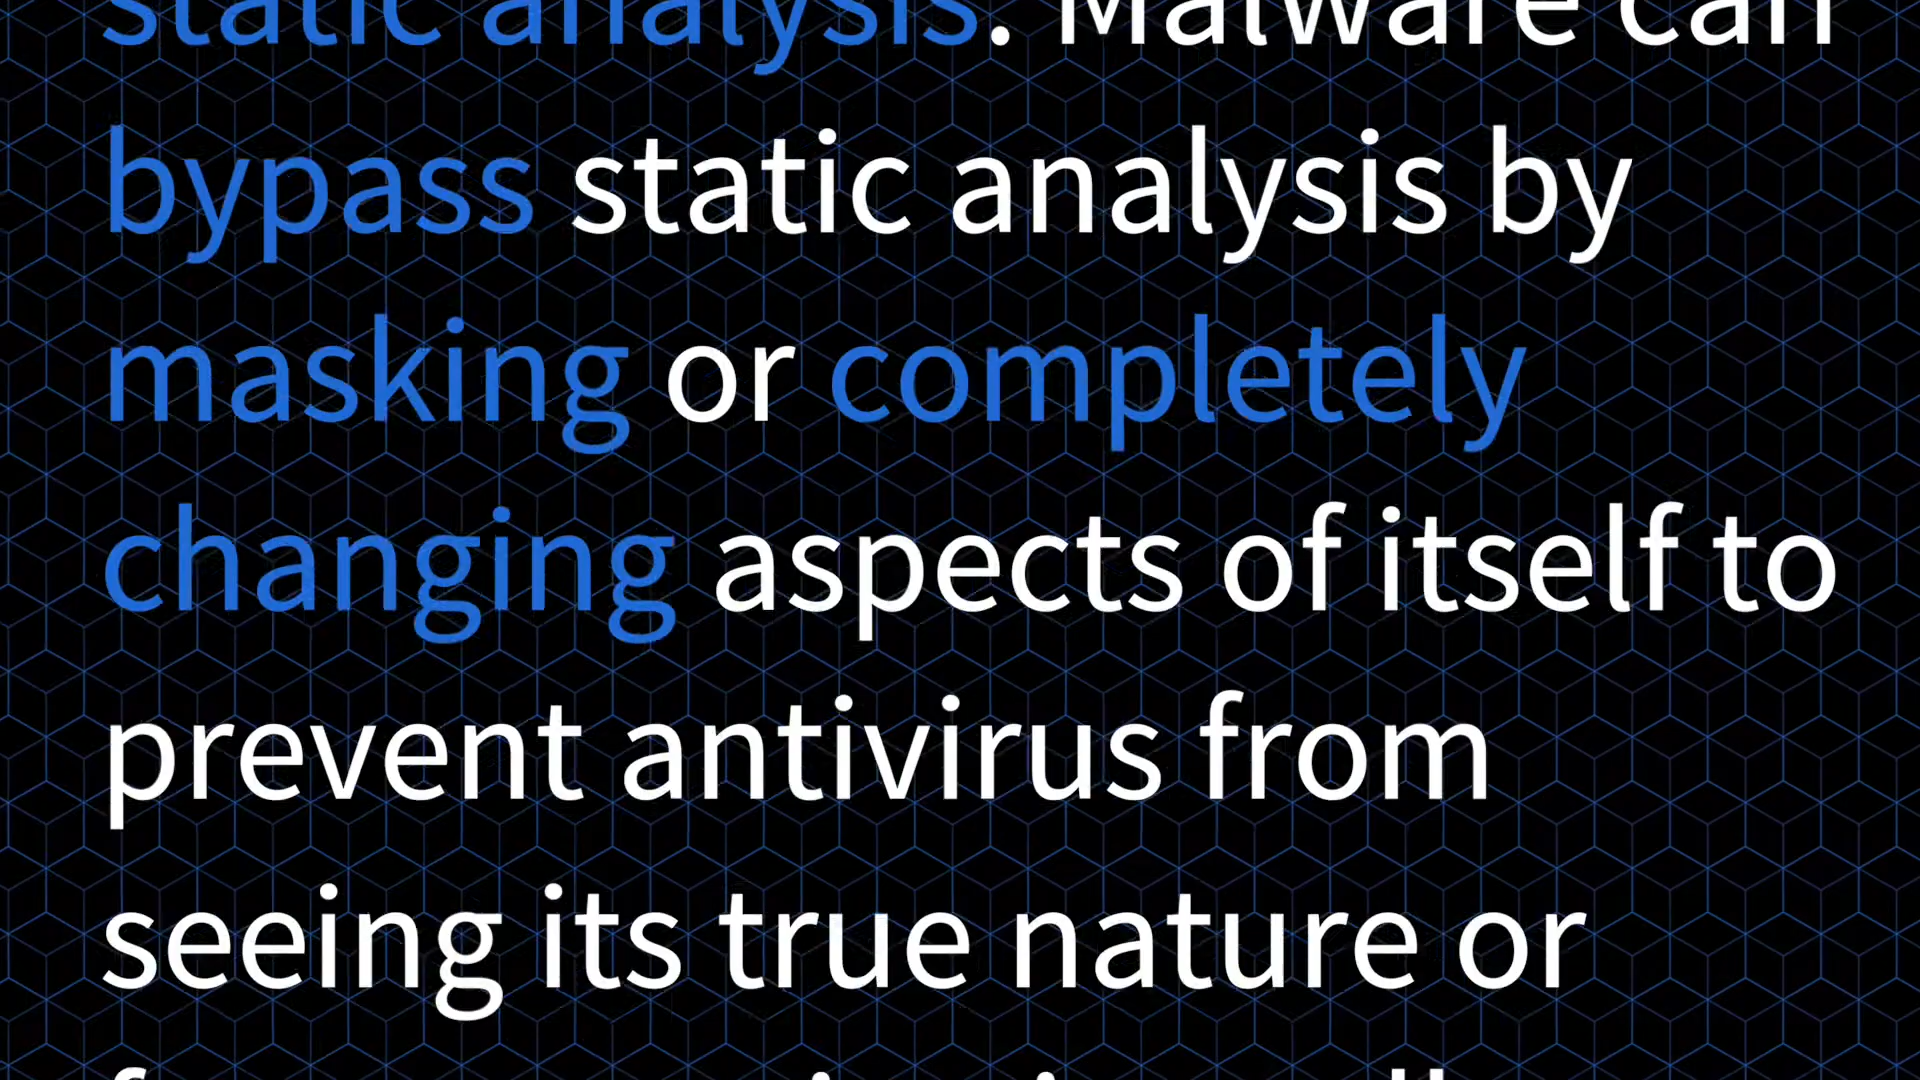 static analysis. Malware can
bypass static analysis by
masking or completely
changing aspects of itself to
prevent antivirus from
seeing its true nature or